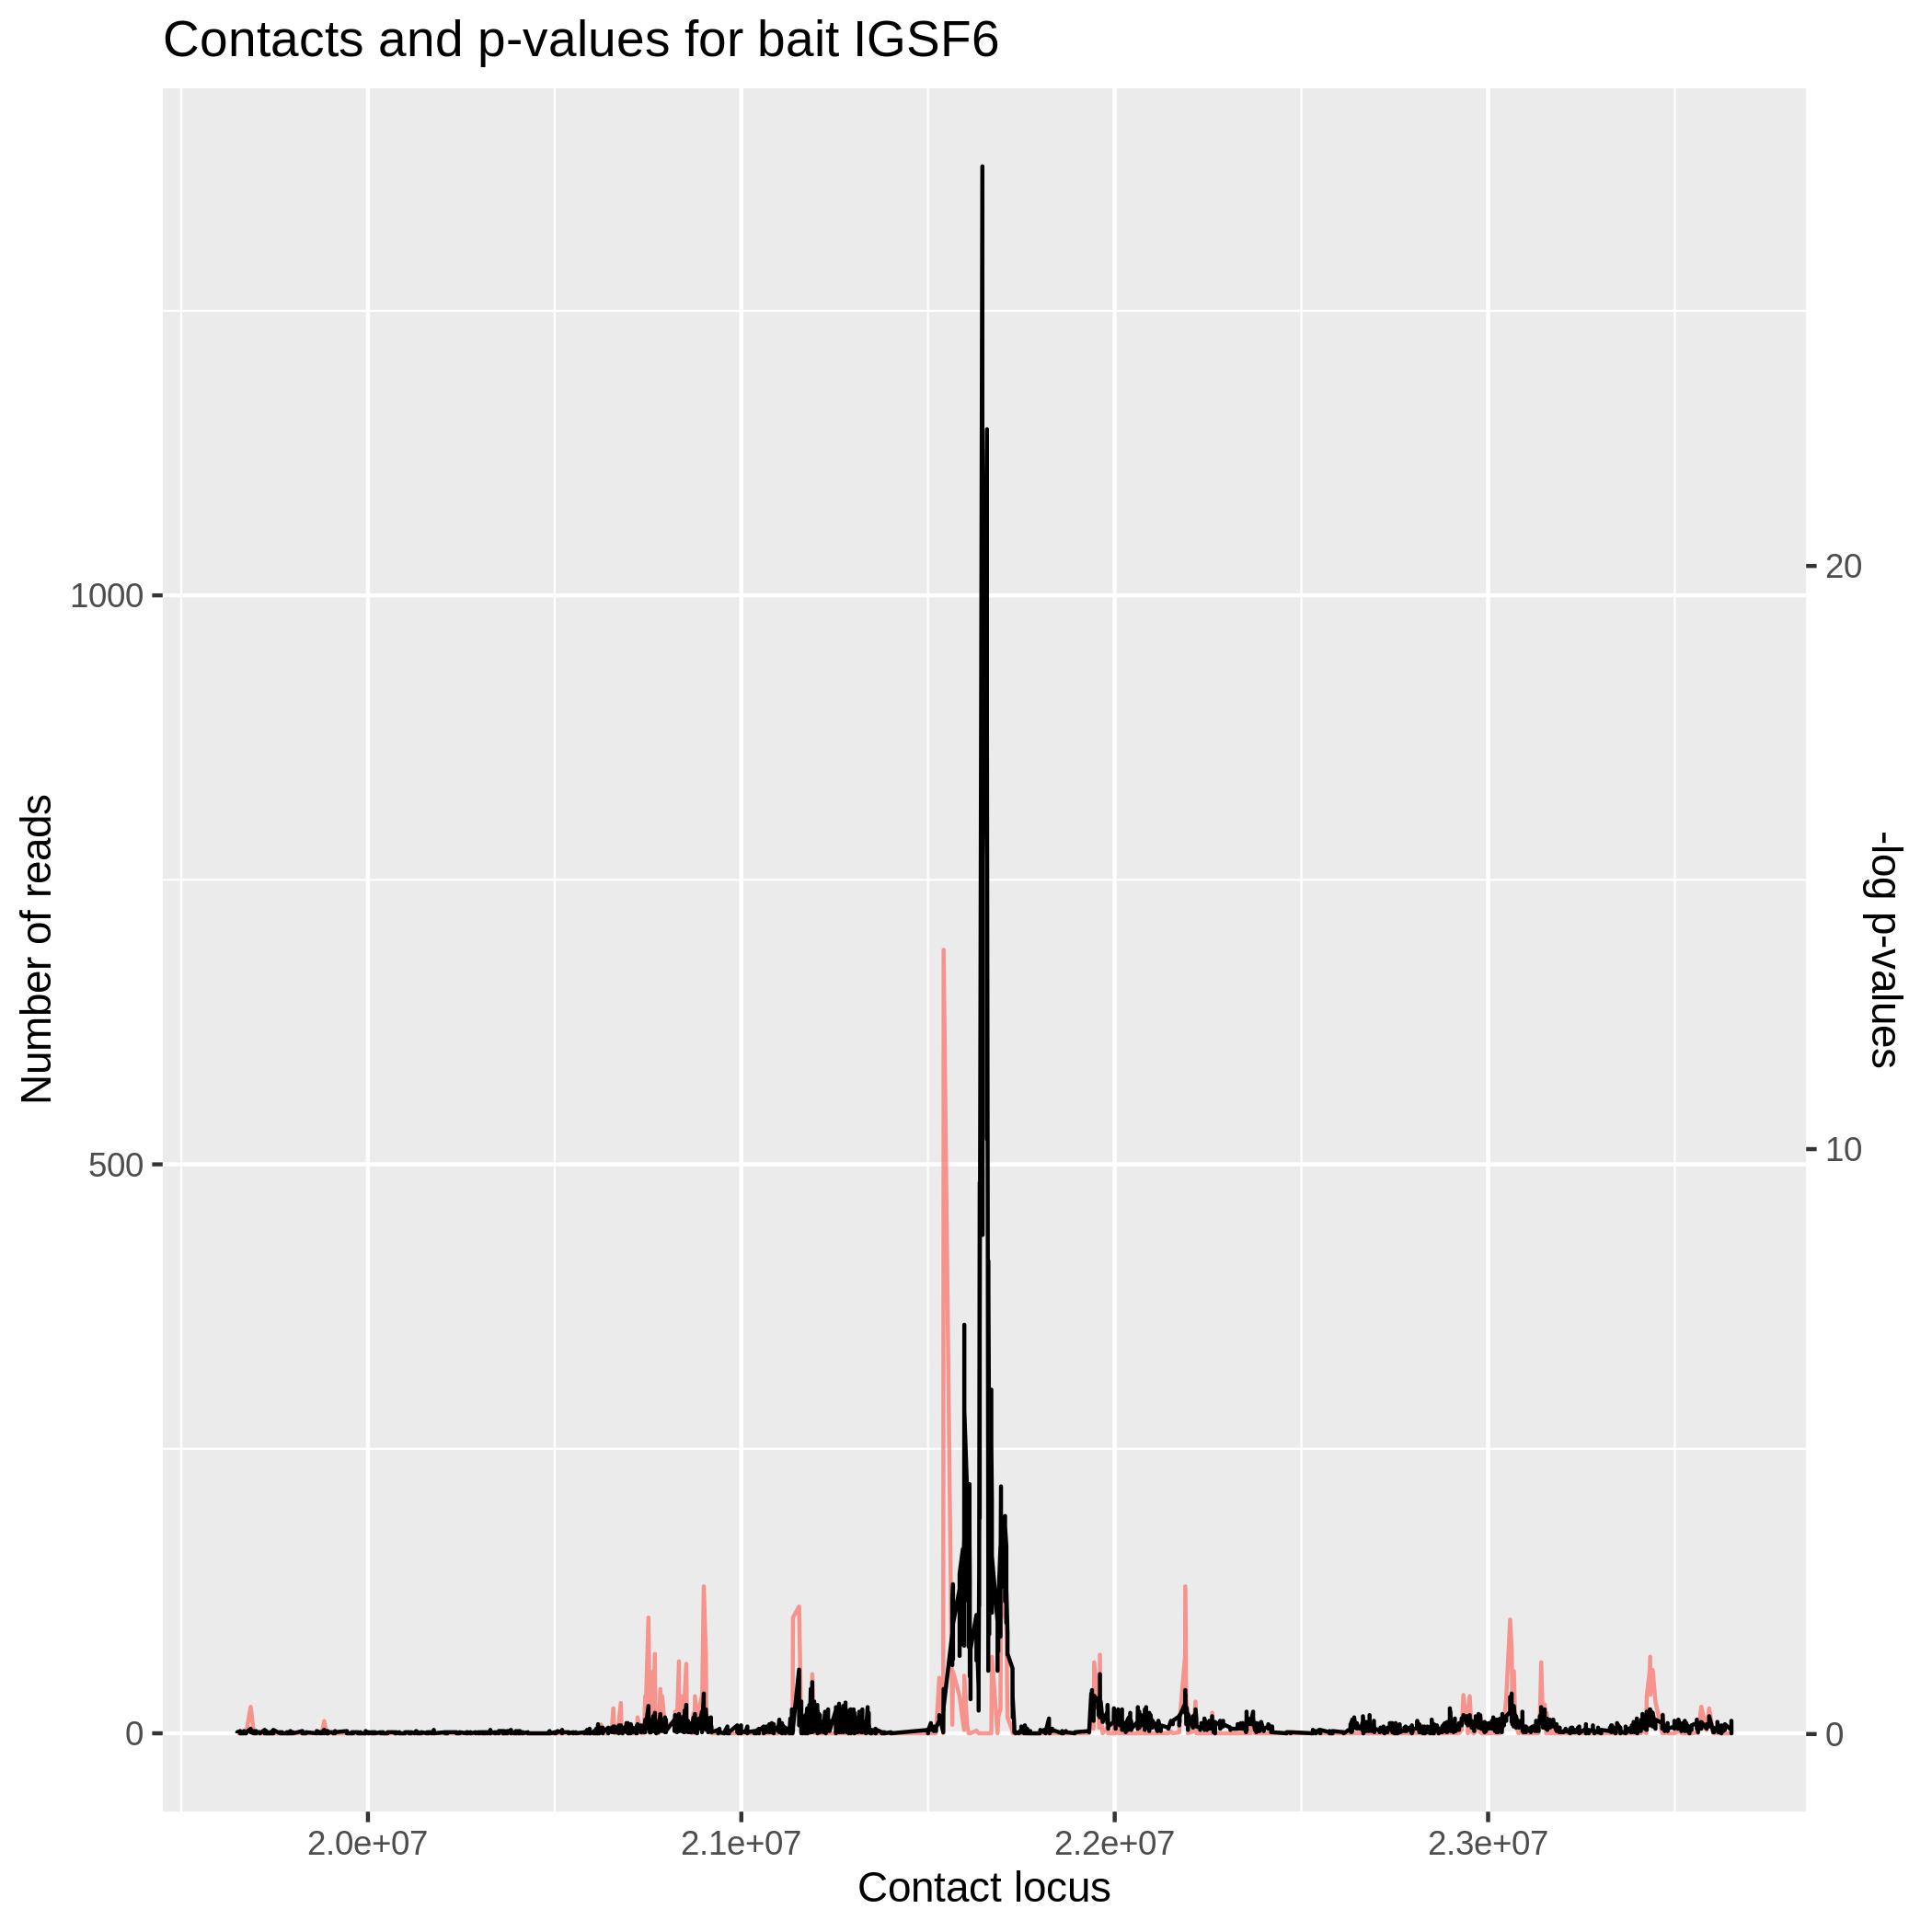 Contacts and p-values for bait IGSF6
Number of reads
1000
500
0
20
10
0
-log p-values
2.0e+07
2.1e+07
2.2e+07
2.3e+07
Contact locus